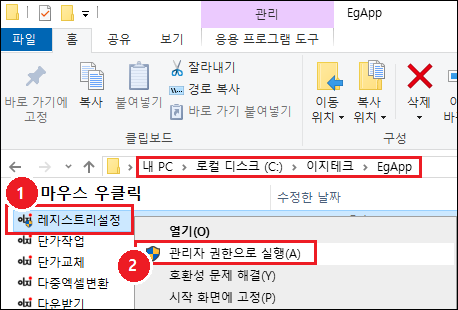 관리
EgApp
파일
홈
공유
보기
응용 프로그램 도구
바로 가기에
고정
복사
붙여넣기
잘라내기
경로 복사
바로 가기 붙여넣기
이동
위치
복사
위치
삭제
이
바
클립보드
구성
내 PC
로컬 디스크 (C:)
이지테크
EgApp
1
마우스 우클릭
수정한 날짜
레지스트리설정
단가작업
단가교체
다중엑셀변환
다운받기
열기(O)
2
관리자 권한으로 실행(A)
호환성 문제 해결(Y)
시작 화면에 고정(P)